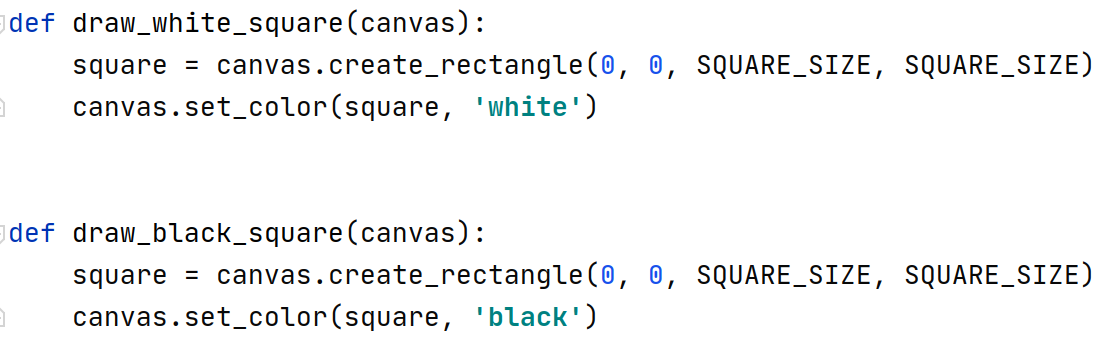 def draw_white_square(canvas):
    square = canvas.create_rectangle(0, 0, SQUARE_SIZE, SQUARE_SIZE)
    canvas.set_color(square, 'white')
def draw_black_square(canvas):
    square = canvas.create_rectangle(0, 0, SQUARE_SIZE, SQUARE_SIZE)
    canvas.set_color(square, 'black')